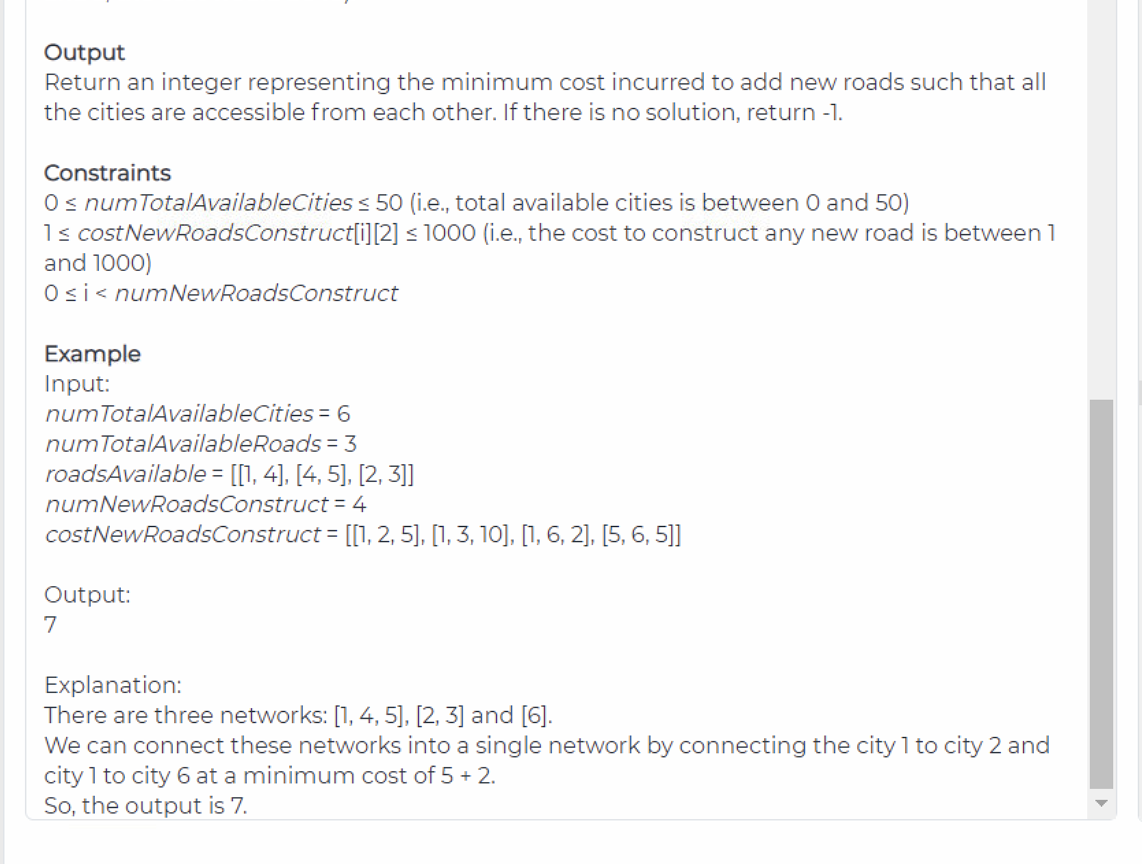 Output
Return an integer representing the minimum cost incurred to add new roads such that all
the cities are accessible from each other. If there is no solution, return -1.
Constraints
0 ≤ numTotalAvailableCities ≤ 50 (i.e., total available cities is between 0 and 50)
1 ≤ costNewRoadsConstruct[i][2] ≤ 1000 (i.e., the cost to construct any new road is between 1
and 1000)
0 ≤ i < numNewRoadsConstruct
Example
Input:
numTotalAvailableCities = 6
numTotalAvailableRoads = 3
roadsAvailable = [[1, 4], [4, 5], [2, 3]]
numNewRoadsConstruct = 4
costNewRoadsConstruct = [[1, 2, 5], [1, 3, 10], [1, 6, 2], [5, 6, 5]]
Output:
7
Explanation:
There are three networks: [1, 4, 5], [2, 3] and [6].
We can connect these networks into a single network by connecting the city 1 to city 2 and
city 1 to city 6 at a minimum cost of 5 + 2.
So, the output is 7.